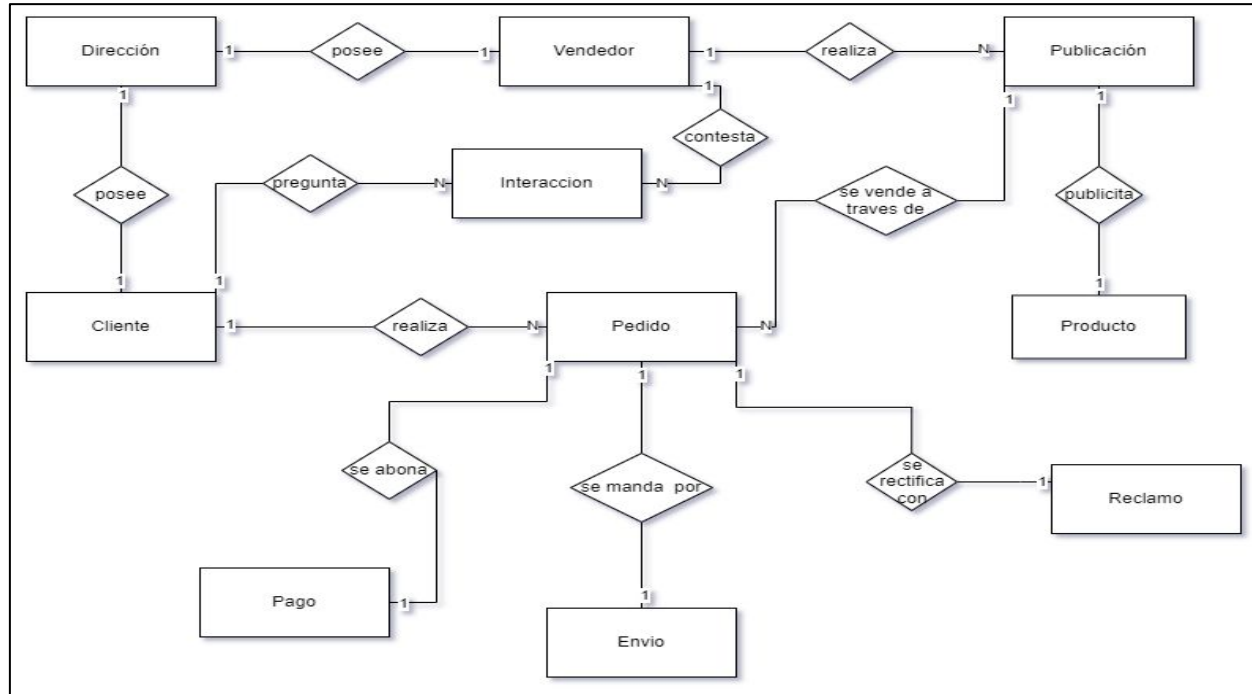 Dirección
1
posee
1
Vendedor
1
realiza
N
Publicación
1
1
1
1
contesta
pregunta
N
Interaccion
N
posee
se vende a
traves de
publicita
1
1
1
Cliente
1
realiza
N
Pedido
N
Producto
1
1
1
se abona
se manda por
se
rectifica
con
1
Reclamo
Pago
1
1
Envio